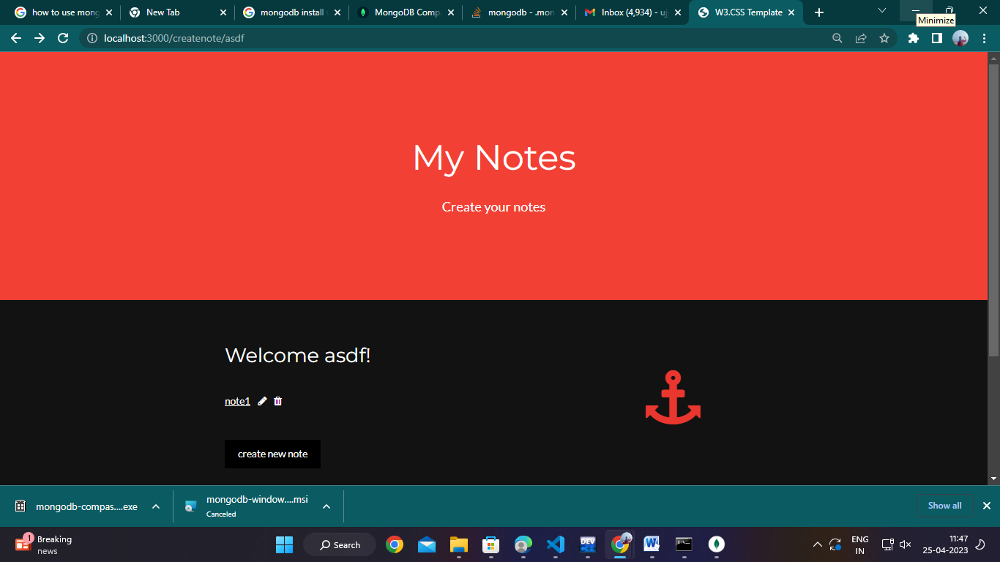 how to use mong
New Tab
mongodb install
MongoDB Comp
mongodb - .mon
Inbox (4,934) - uj
W3.CSS Template
Minimize
localhost:3000/createnote/asdf
My Notes
Create your notes
Welcome asdf!
note1
create new note
mongodb-compas....exe
mongodb-window....msi
Canceled
Show all
1
Breaking
news
Search
DEV
ENG
IN
11:47
25-04-2023